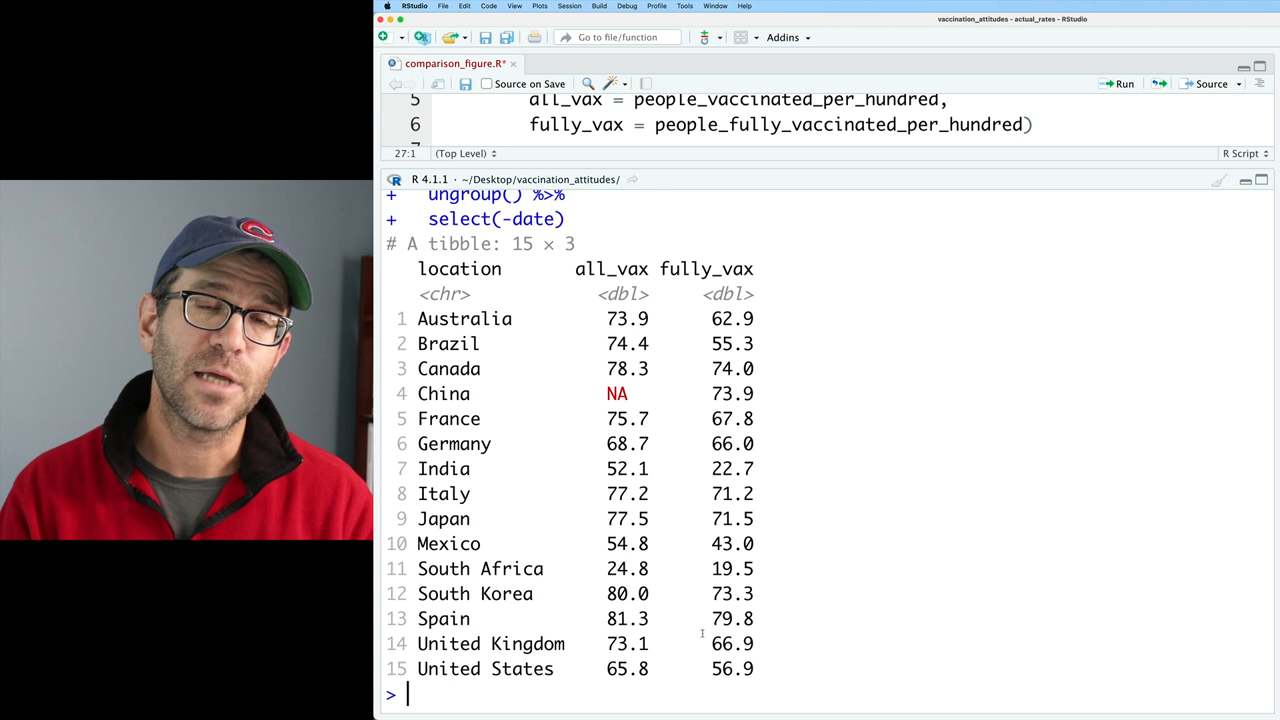 RStudio File Edit Code View Plots Session Build Debug Profile Tools Window Help
vaccination_attitudes - actual_rates - RStudio
Go to file/function Addins
comparison_figure.R*
Source on Save Run Source
5 all_vax = people_vaccinated_per_hundred,
6 fully_vax = people_fully_vaccinated_per_hundred)
27:1 (Top Level) R Script
R 4.1.1 · ~/Desktop/vaccination_attitudes/
+ ungroup() %>%
+ select(-date)
# A tibble: 15 × 3
location all_vax fully_vax
<chr> <dbl> <dbl>
1 Australia 73.9 62.9
2 Brazil 74.4 55.3
3 Canada 78.3 74.0
4 China NA 73.9
5 France 75.7 67.8
6 Germany 68.7 66.0
7 India 52.1 22.7
8 Italy 77.2 71.2
9 Japan 77.5 71.5
10 Mexico 54.8 43.0
11 South Africa 24.8 19.5
12 South Korea 80.0 73.3
13 Spain 81.3 79.8
14 United Kingdom 73.1 66.9
15 United States 65.8 56.9
>